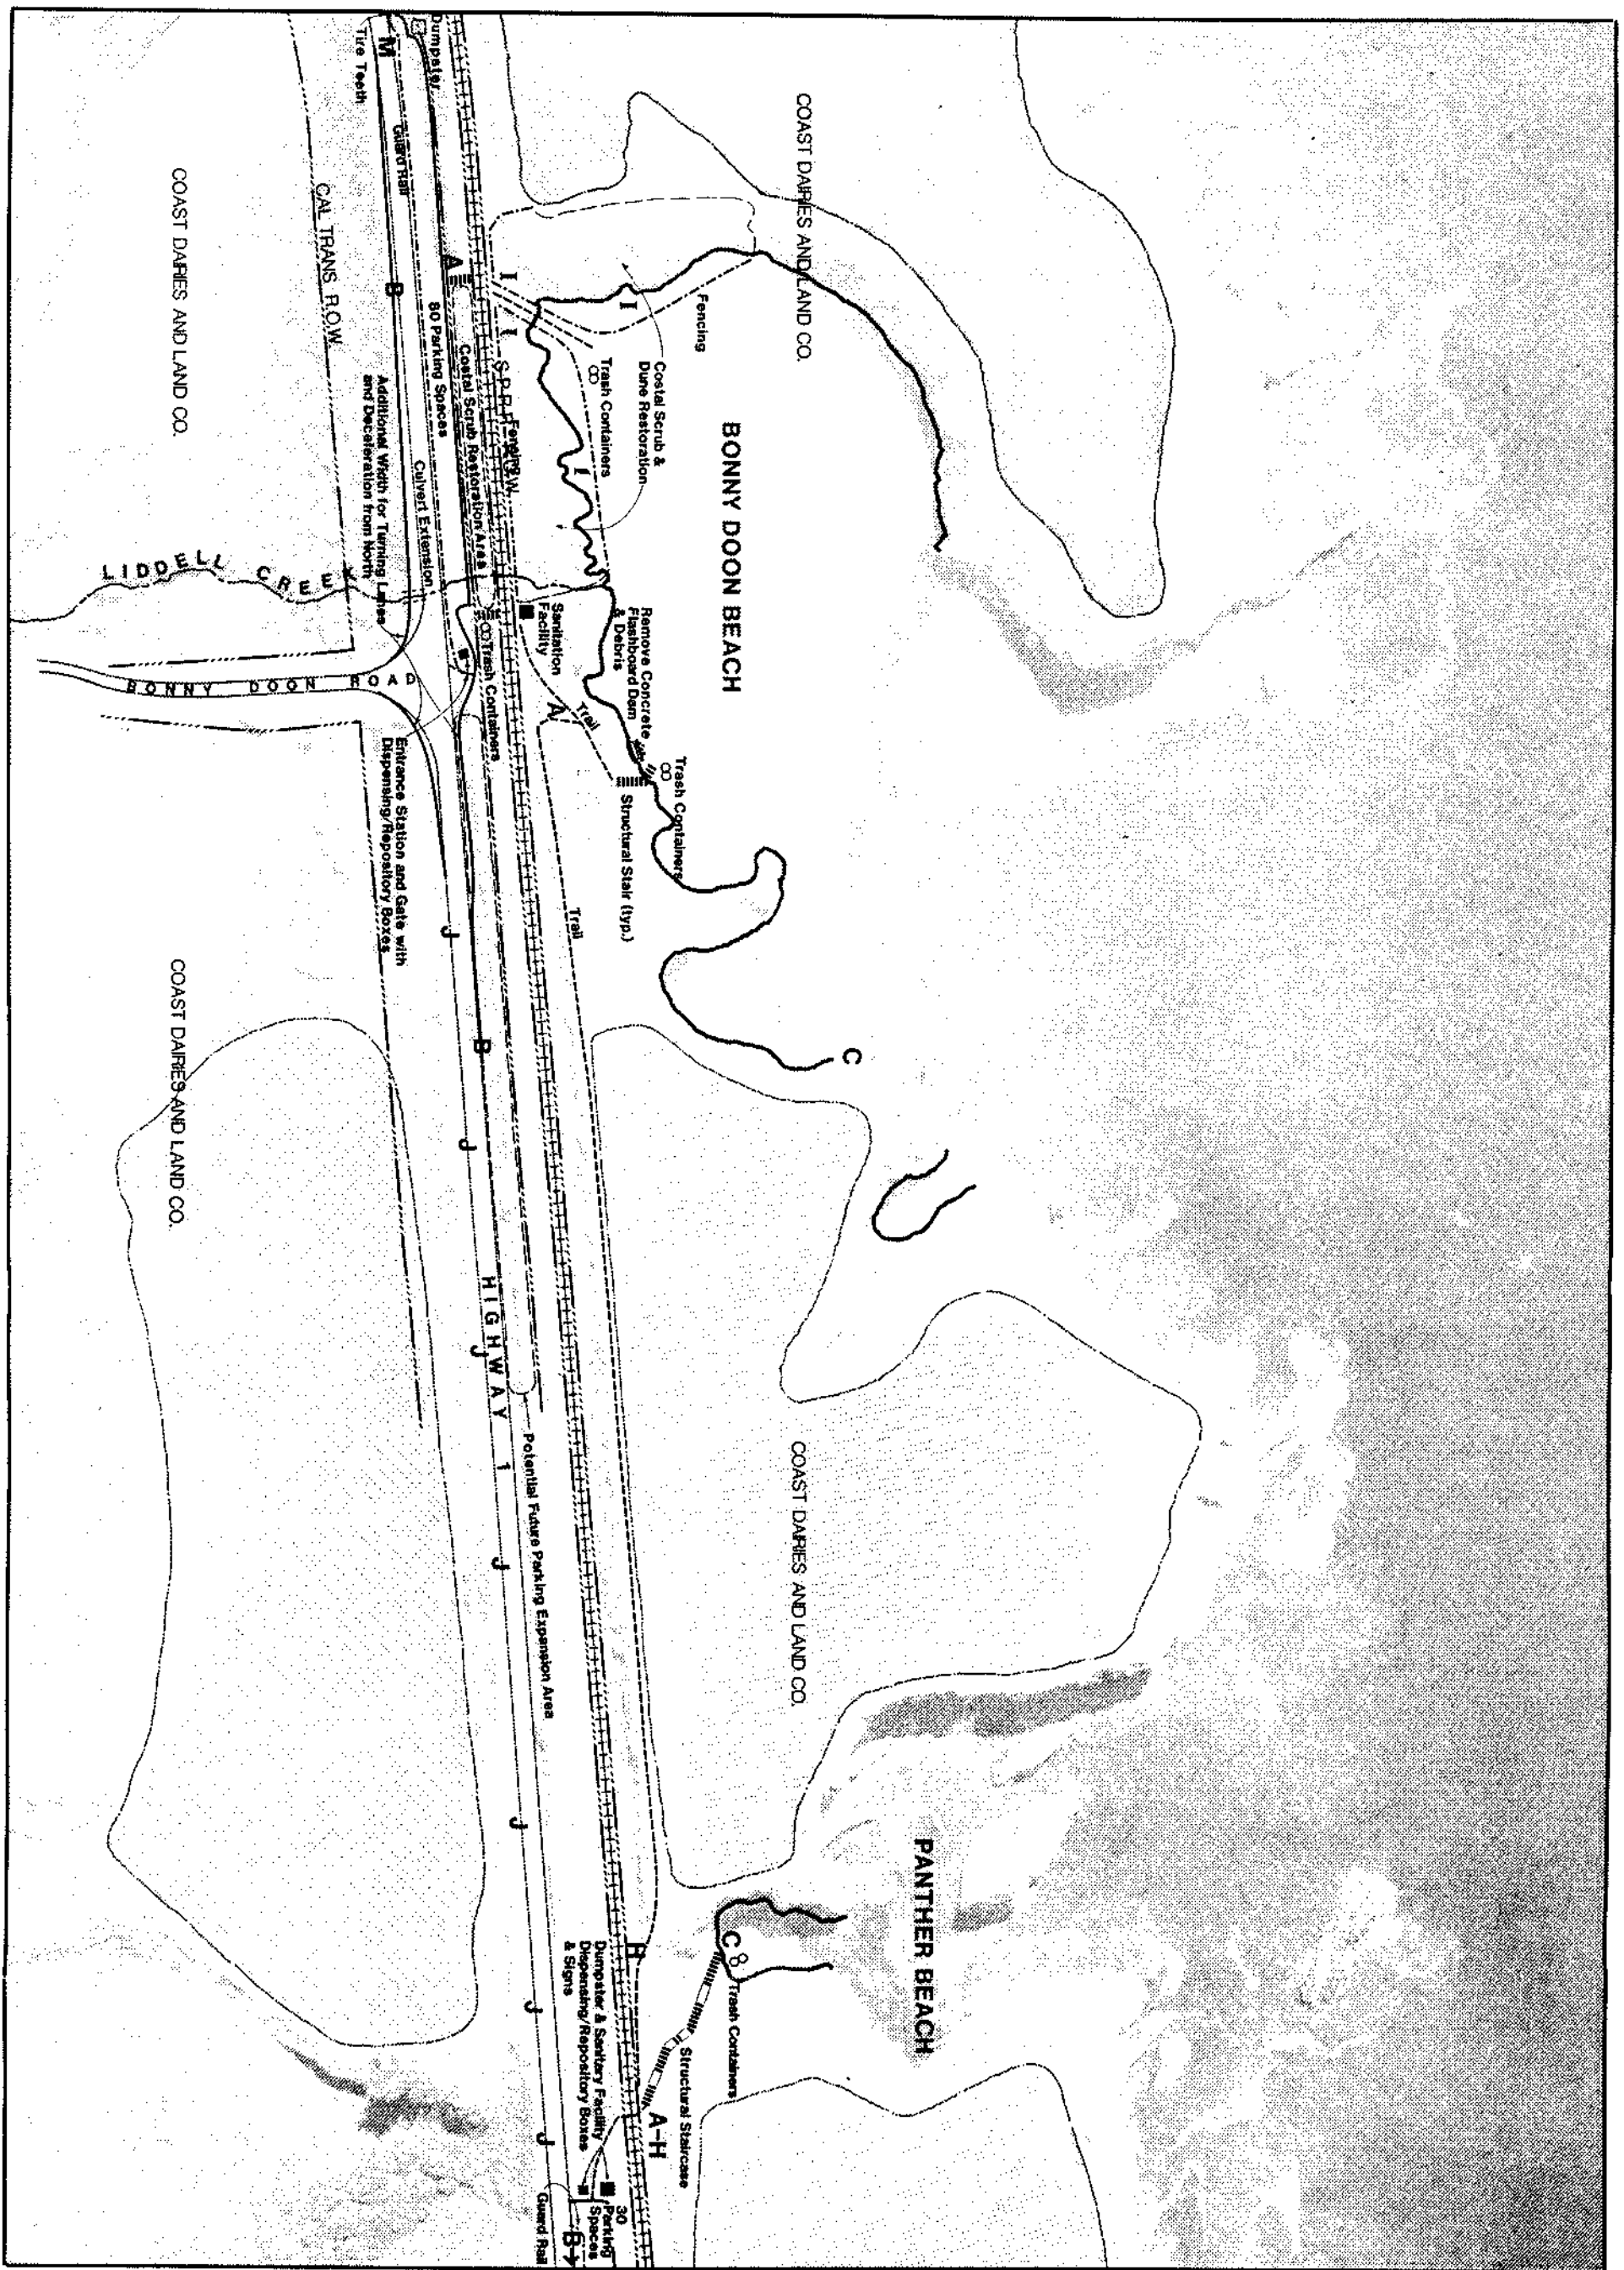 COAST DAIRIES AND LAND CO.
BONNY DOON BEACH
COAST DAIRIES AND LAND CO.
PANTHER BEACH
Fencing
Costal Scrub &
Dune Restoration
Trash Containers
I
I
I
I
Fencing
Remove Concrete
Flashboard Dam
& Debris
Sanitation
Facility
Trail
A
Trash Containers
Structural Stair (typ.)
Trail
C
C
Trash Containers
Structural Staircase
A-H
H
Dumpster & Sanitary Facility
Dispensing/Repository Boxes
& Signs
30
Parking
Spaces
B
Guard Rail
Dumpster
M
Tire Teeth
Guard Rail
A
B
80 Parking Spaces
Costal Scrub Restoration Area
Culvert Extension
Additional Width for Turning Lanes
and Deceleration from North
Trash Containers
Entrance Station and Gate with
Dispensing/Repository Boxes
J
B
J
HIGHWAY 1
J
J
Potential Future Parking Expansion Area
J
J
J
CAL TRANS R.O.W.
LIDDELL CREEK
BONNY DOON ROAD
COAST DAIRIES AND LAND CO.
COAST DAIRIES AND LAND CO.